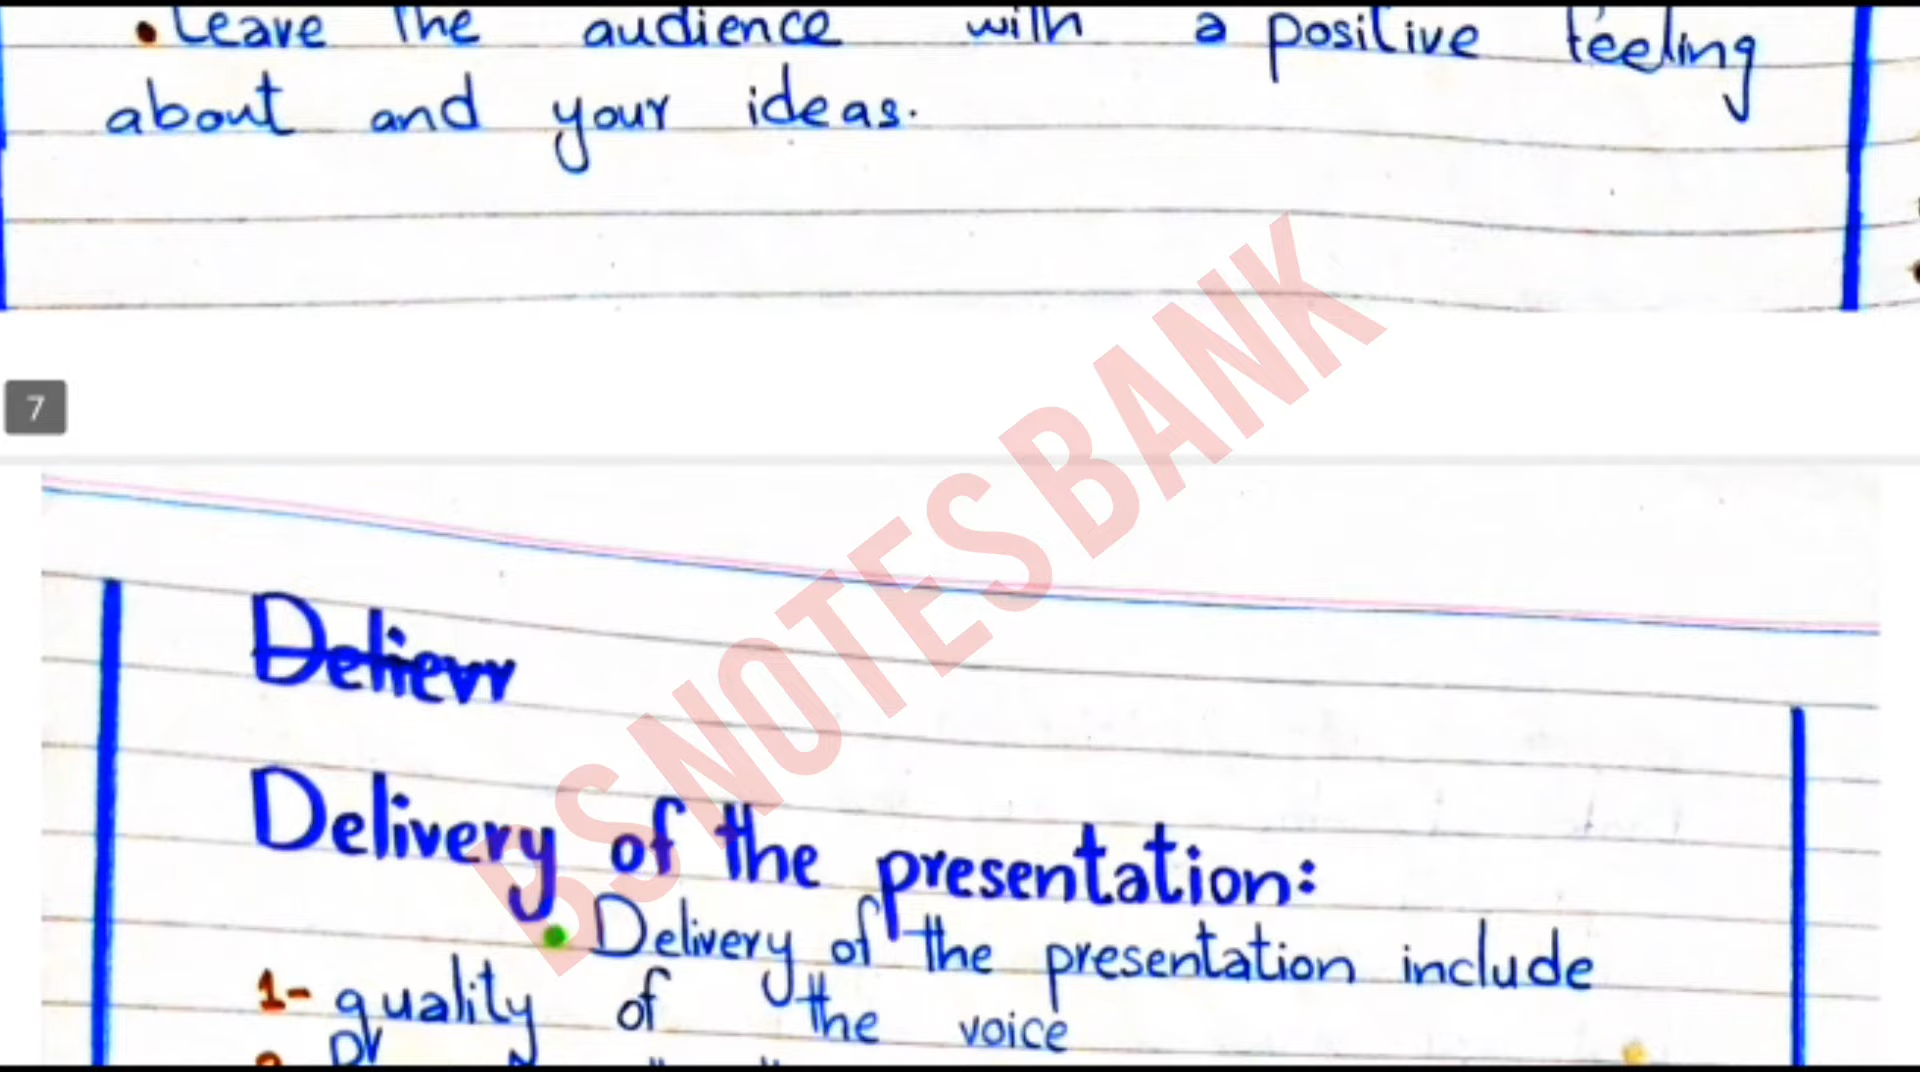 • Leave the audience with a positive feeling
about and your ideas.
7
Delievr
Delivery of the presentation:
• Delivery of the presentation include
1- quality of the voice
BSNOTESBANK